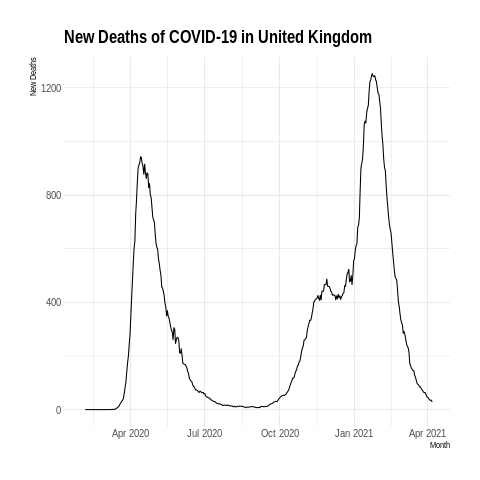 New Deaths of COVID-19 in United Kingdom
New Deaths
1200
800
400
0
Apr 2020 Jul 2020 Oct 2020 Jan 2021 Apr 2021
Month